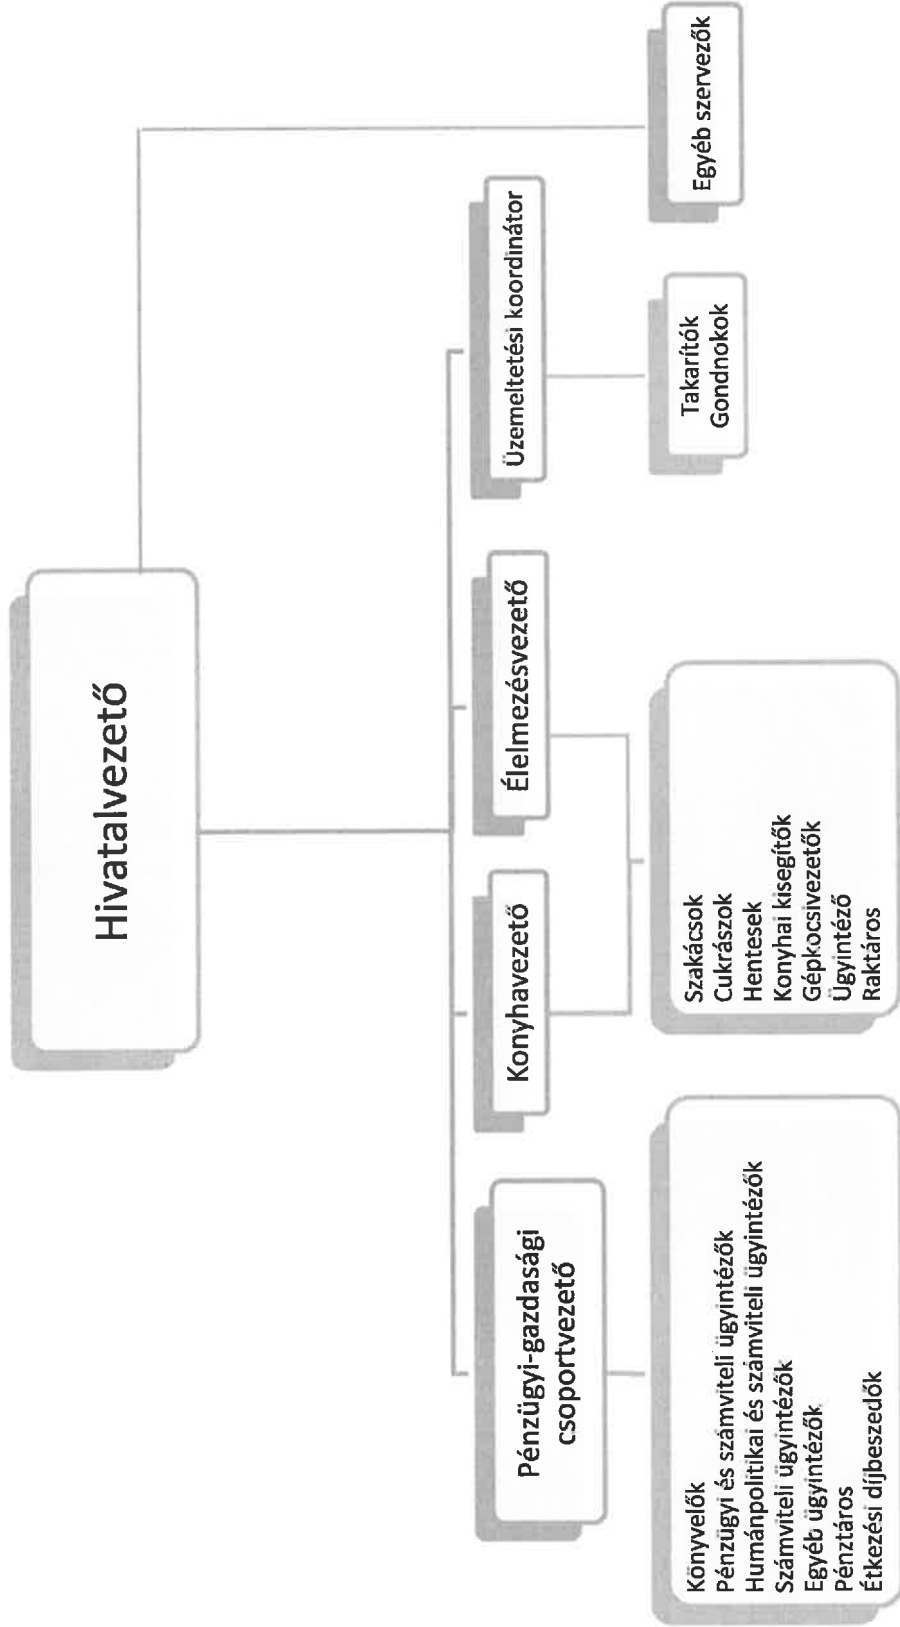 Hivatalvezető
Pénzügyi-gazdasági
csoportvezető
Konyhavezető
Élelmezésvezető
Üzemeltetési koordinátor
Könyvelők
Pénzügyi és számviteli ügyintézők
Humánpolitikai és számviteli ügyintézők
Számviteli ügyintézők
Egyéb ügyintézők
Pénztáros
Étkezési díjbeszedők
Szakácsok
Cukrászok
Hentesek
Konyhai kisegítők
Gépkocsivezetők
Ügyintéző
Raktáros
Takarítók
Gondnokok
Egyéb szervezők